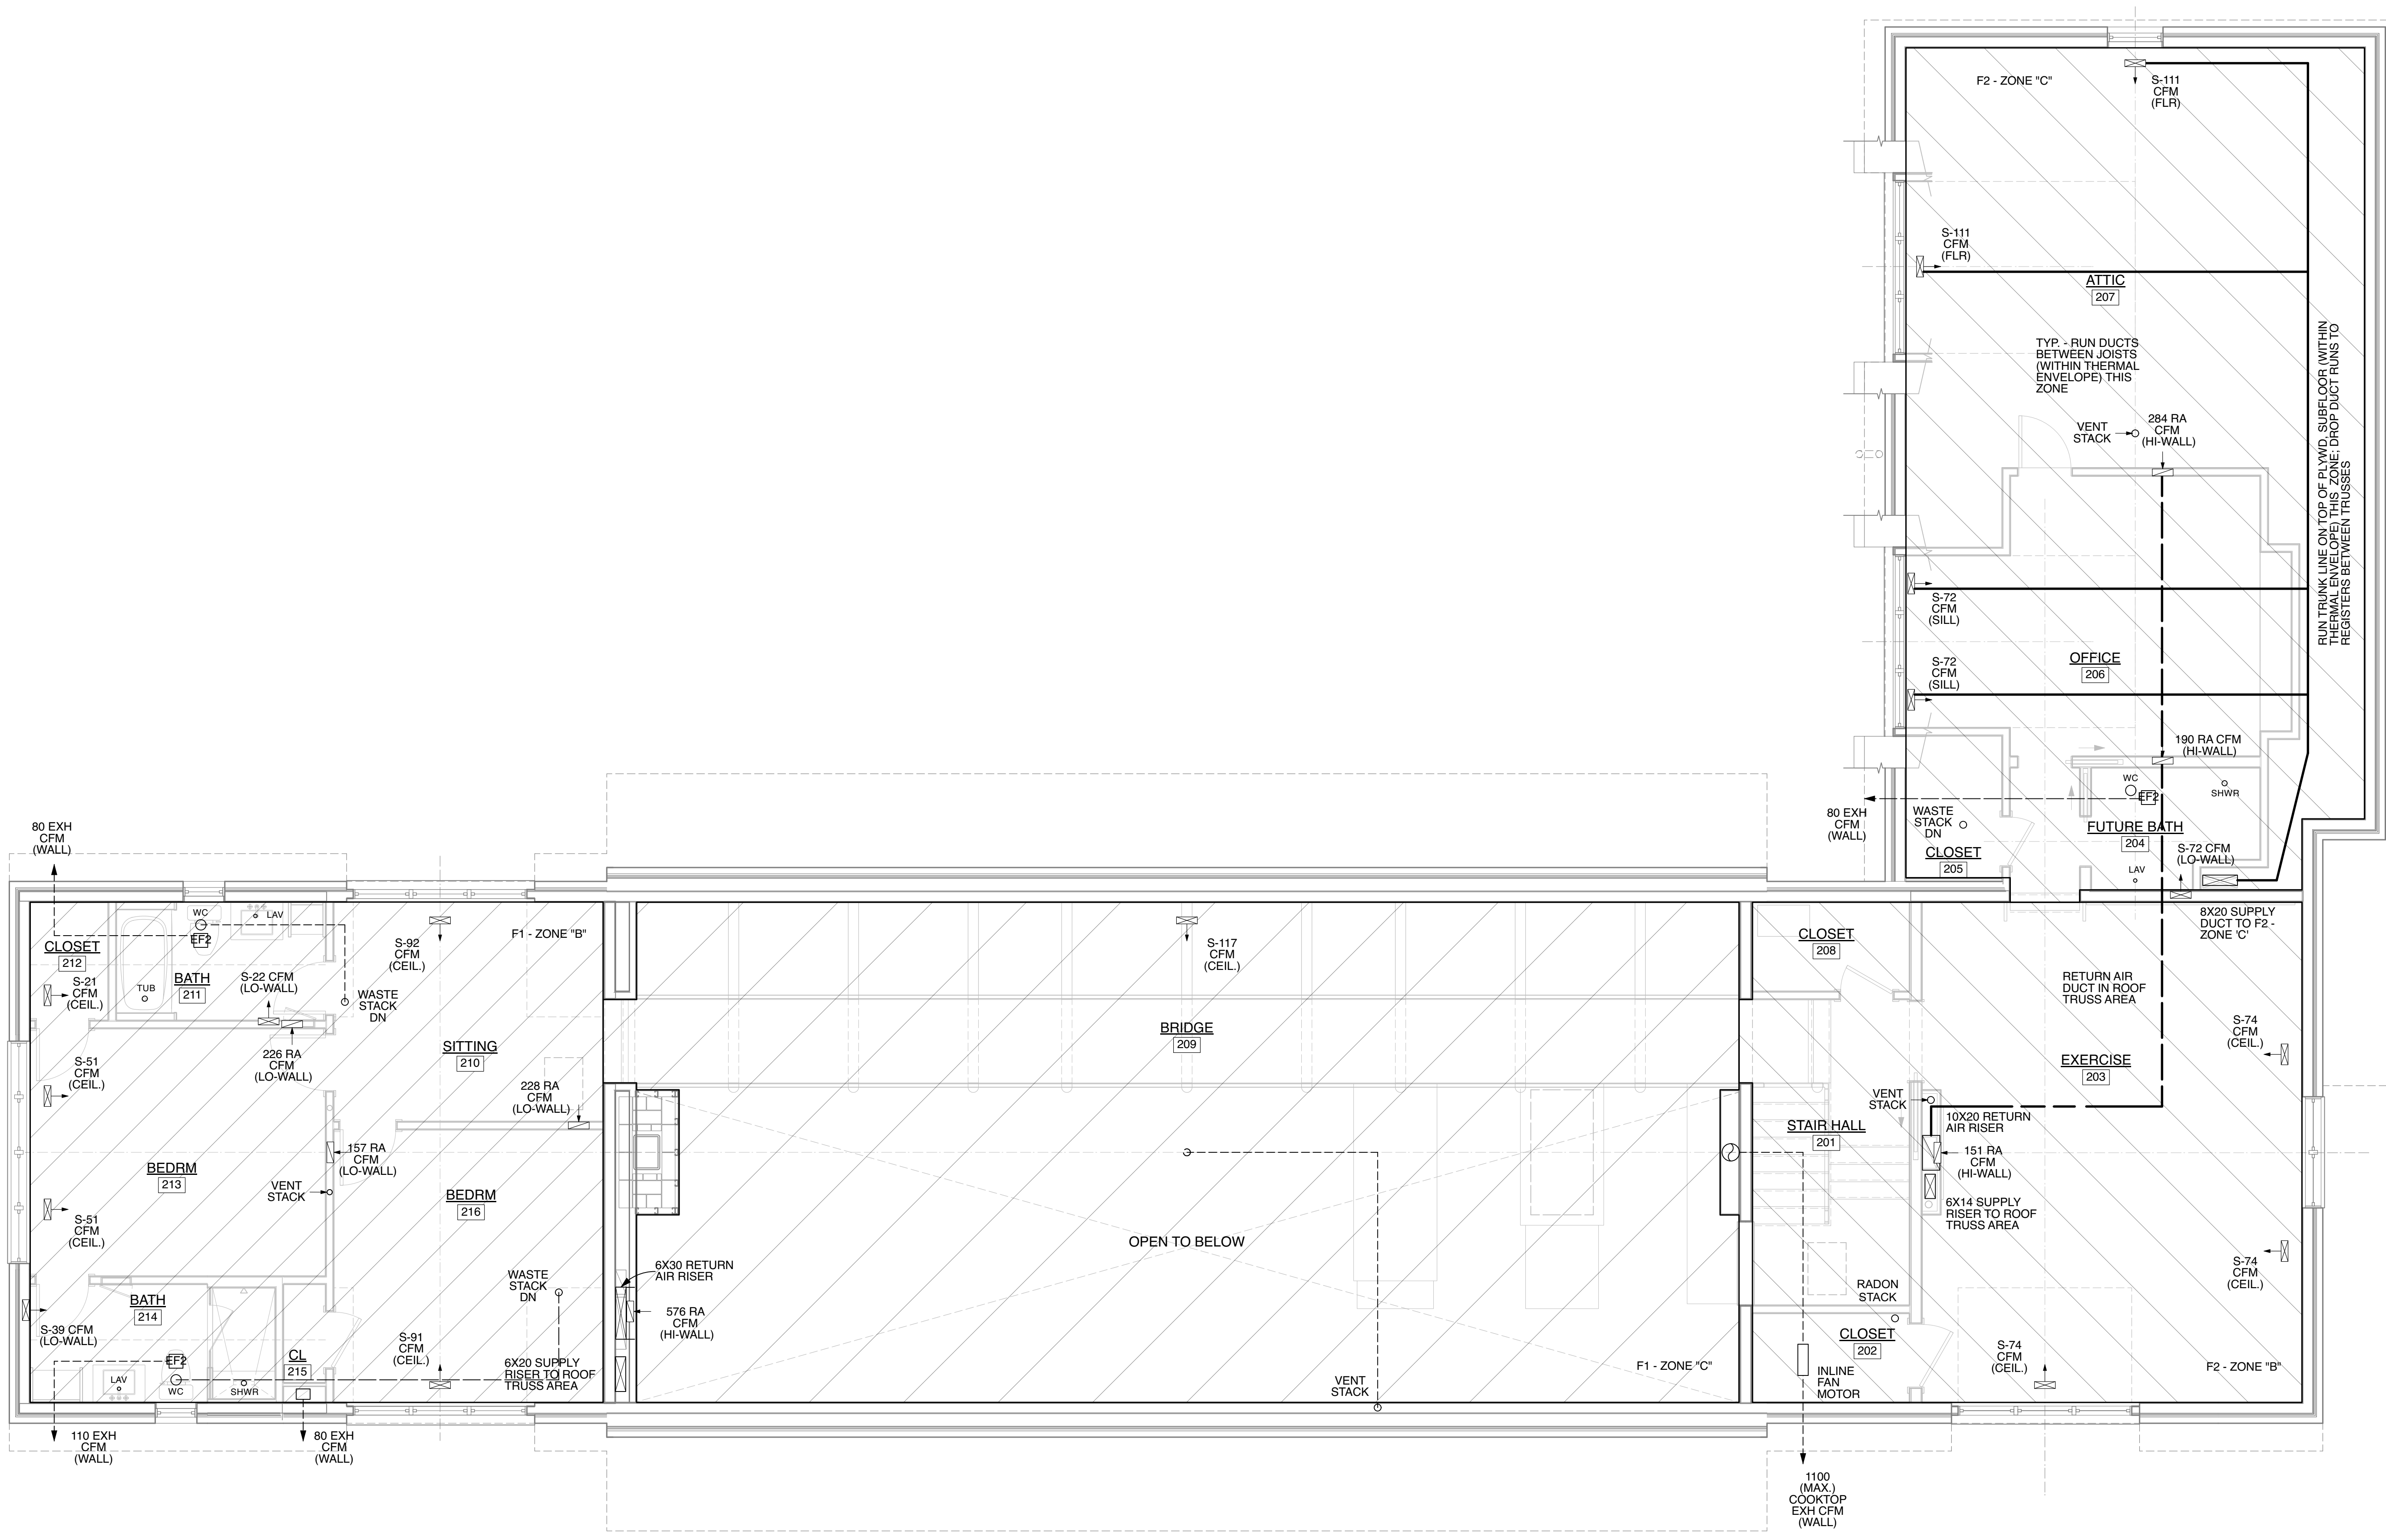 F2 - ZONE "C"
S-111
CFM
(FLR)
S-111
CFM
(FLR)
ATTIC
207
TYP. - RUN DUCTS
BETWEEN JOISTS
(WITHIN THERMAL
ENVELOPE) THIS
ZONE
RUN TRUNK LINE ON TOP OF PLYWD. SUBFLOOR (WITHIN
THERMAL ENVELOPE) THIS ZONE; DROP DUCT RUNS TO
REGISTERS BETWEEN TRUSSES
VENT
STACK
284 RA
CFM
(HI-WALL)
S-72
CFM
(SILL)
S-72
CFM
(SILL)
OFFICE
206
190 RA CFM
(HI-WALL)
WC
EF2
SHWR
80 EXH
CFM
(WALL)
WASTE
STACK
DN
FUTURE BATH
204
CLOSET
205
S-72 CFM
(LO-WALL)
LAV
8X20 SUPPLY
DUCT TO F2 -
ZONE 'C'
80 EXH
CFM
(WALL)
WC
LAV
EF2
CLOSET
212
BATH
211
TUB
S-21
CFM
(CEIL.)
S-22 CFM
(LO-WALL)
S-92
CFM
(CEIL.)
F1 - ZONE "B"
WASTE
STACK
DN
SITTING
210
226 RA
CFM
(LO-WALL)
228 RA
CFM
(LO-WALL)
S-51
CFM
(CEIL.)
157 RA
CFM
(LO-WALL)
BEDRM
213
VENT
STACK
BEDRM
216
S-51
CFM
(CEIL.)
WASTE
STACK
DN
BATH
214
S-39 CFM
(LO-WALL)
EF2
LAV
WC
SHWR
CL
215
S-91
CFM
(CEIL.)
6X20 SUPPLY
RISER TO ROOF
TRUSS AREA
110 EXH
CFM
(WALL)
80 EXH
CFM
(WALL)
S-117
CFM
(CEIL.)
BRIDGE
209
OPEN TO BELOW
6X30 RETURN
AIR RISER
576 RA
CFM
(HI-WALL)
VENT
STACK
F1 - ZONE "C"
CLOSET
208
STAIR HALL
201
RADON
STACK
CLOSET
202
INLINE
FAN
MOTOR
1100
(MAX.)
COOKTOP
EXH CFM
(WALL)
RETURN AIR
DUCT IN ROOF
TRUSS AREA
EXERCISE
203
S-74
CFM
(CEIL.)
VENT
STACK
10X20 RETURN
AIR RISER
151 RA
CFM
(HI-WALL)
6X14 SUPPLY
RISER TO ROOF
TRUSS AREA
S-74
CFM
(CEIL.)
S-74
CFM
(CEIL.)
F2 - ZONE "B"